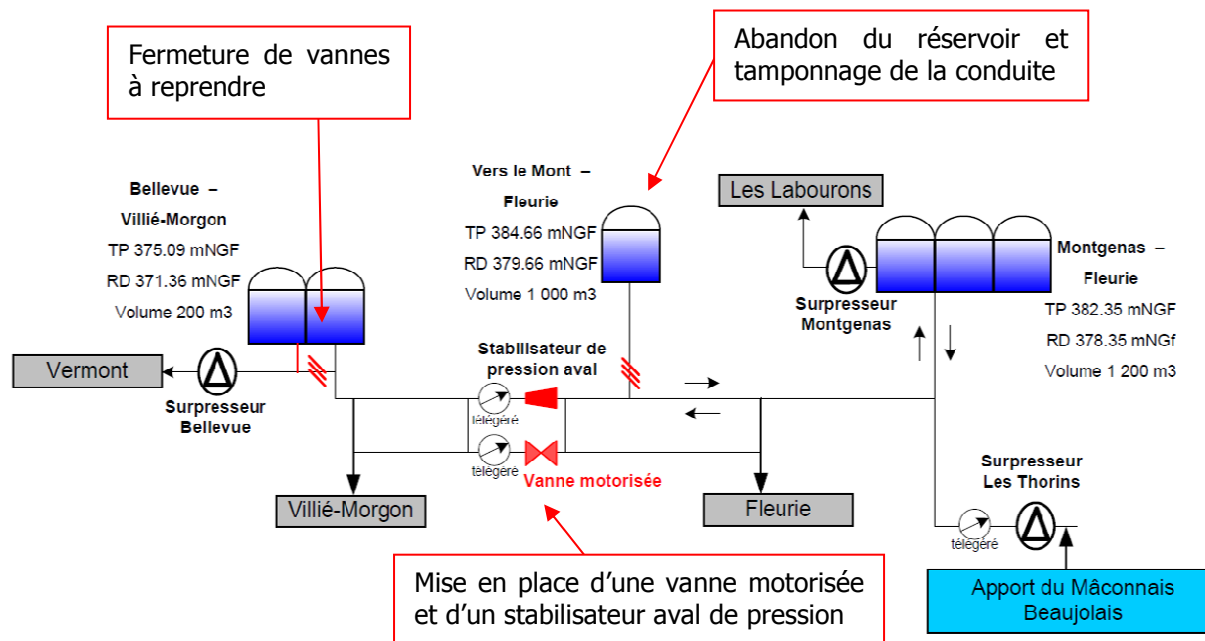 Fermeture de vannes
à reprendre
Abandon du réservoir et
tamponnage de la conduite
Bellevue –
Villié-Morgon
TP 375.09 mNGF
RD 371.36 mNGF
Volume 200 m3
Vers le Mont –
Fleurie
TP 384.66 mNGF
RD 379.66 mNGF
Volume 1 000 m3
Les Labourons
Surpresseur
Montgenas
Montgenas –
Fleurie
TP 382.35 mNGF
RD 378.35 mNGf
Volume 1 200 m3
Vermont
Surpresseur
Bellevue
Stabilisateur de
pression aval
télégéré
télégéré
Vanne motorisée
Villié-Morgon
Fleurie
Surpresseur
Les Thorins
télégéré
Apport du Mâconnais
Beaujolais
Mise en place d'une vanne motorisée
et d'un stabilisateur aval de pression